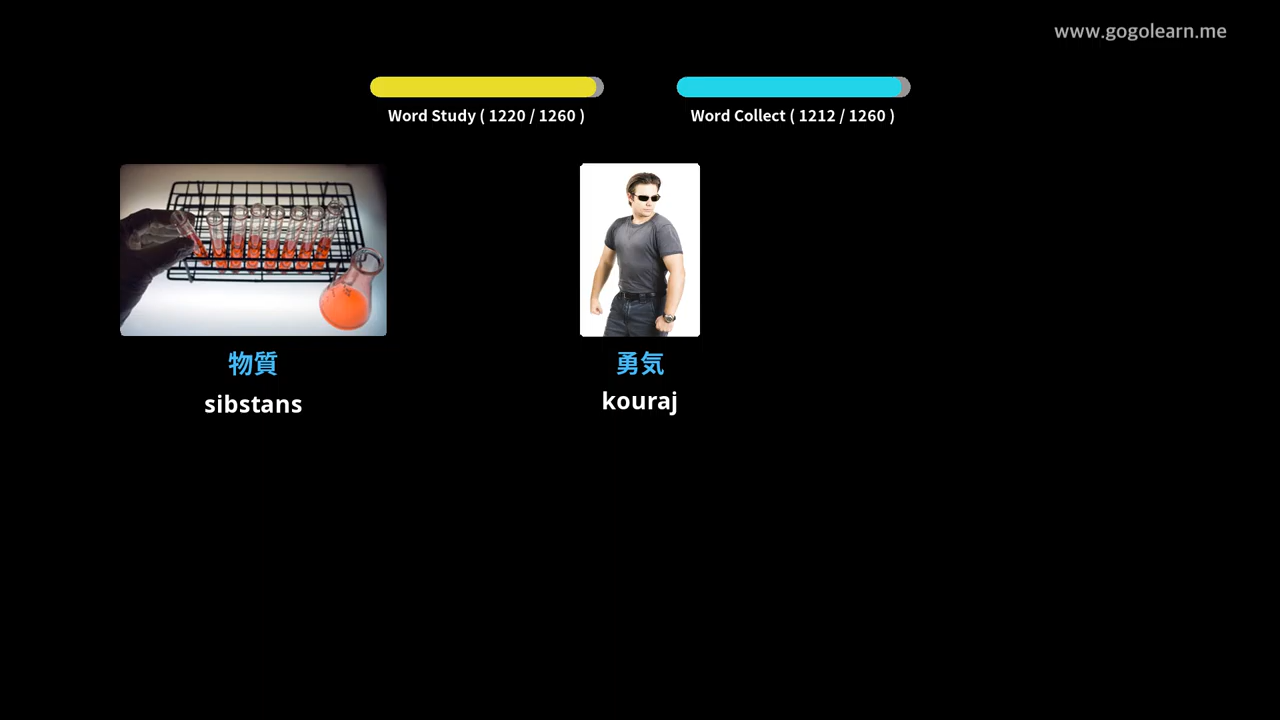 www.gogolearn.me
Word Study ( 1220 / 1260 )
Word Collect ( 1212 / 1260 )
物質
sibstans
勇気
kouraj